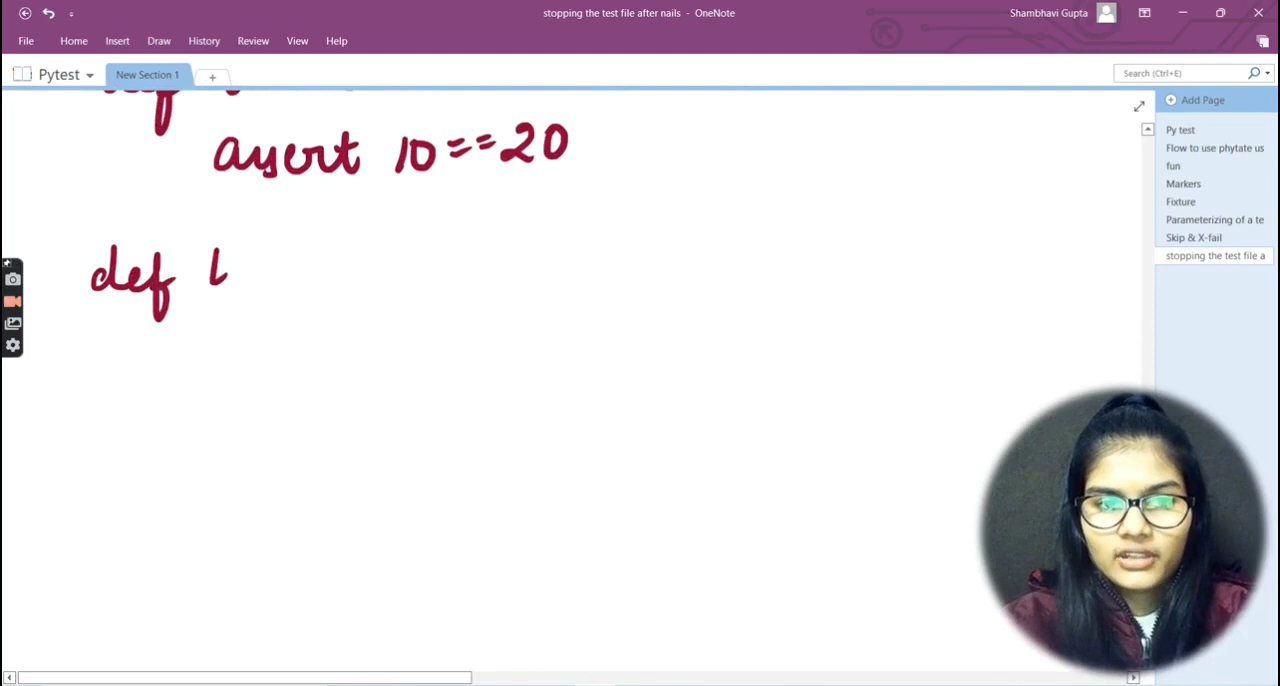 stopping the test file after nails - OneNote
Shambhavi Gupta
File Home Insert Draw History Review View Help
Pytest
New Section 1
Search (Ctrl+E)
Add Page
Py test
Flow to use phytate us
fun
Markers
Fixture
Parameterizing of a te
Skip & X-fail
stopping the test file a
assert 10==20
def